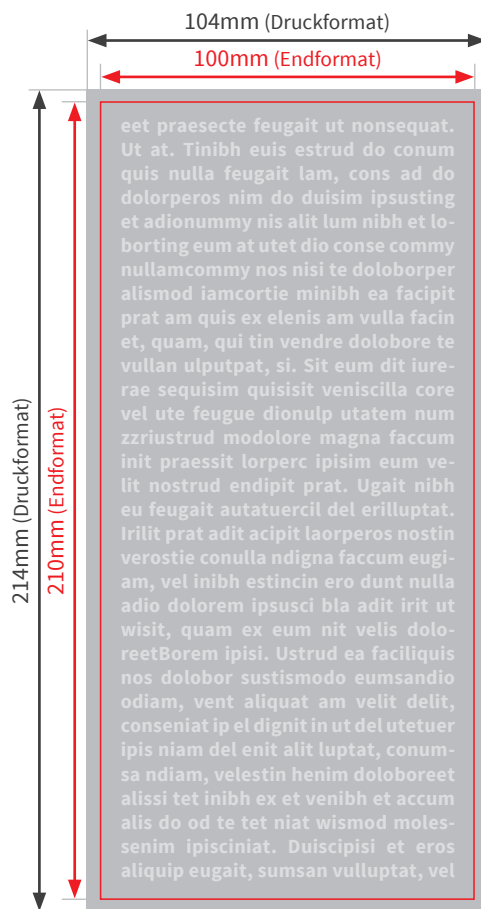 104mm (Druckformat)
100mm (Endformat)
214mm (Druckformat)
210mm (Endformat)
eet praesecte feugait ut nonsequat.
Ut at. Tinibh euis estrud do conum
quis nulla feugait lam, cons ad do
dolorperos nim do duisim ipsusting
et adionummy nis alit lum nibh et lo-
borting eum at utet dio conse commy
nullamcommy nos nisi te doloborper
alismod iamcortie minibh ea facipit
prat am quis ex elenis am vulla facin
et, quam, qui tin vendre dolobore te
vullan ulputpat, si. Sit eum dit iure-
rae sequisim quisisit veniscilla core
vel ute feugue dionulp utatem num
zzriustrud modolore magna faccum
init praessit lorperc ipisim eum ve-
lit nostrud endipit prat. Ugait nibh
eu feugait autatuercil del erilluptat.
Irilit prat adit acipit laorperos nostin
verostie conulla ndigna faccum eugi-
am, vel inibh estincin ero dunt nulla
adio dolorem ipsusci bla adit irit ut
wisit, quam ex eum nit velis dolo-
reetBorem ipisi. Ustrud ea faciliquis
nos dolobor sustismodo eumsandio
odiam, vent aliquat am velit delit,
conseniat ip el dignit in ut del utetuer
ipis niam del enit alit luptat, conum-
sa ndiam, velestin henim doloboreet
alissi tet inibh ex et venibh et accum
alis do od te tet niat wismod moles-
senim ipisciniat. Duiscipisi et eros
aliquip eugait, sumsan vulluptat, vel